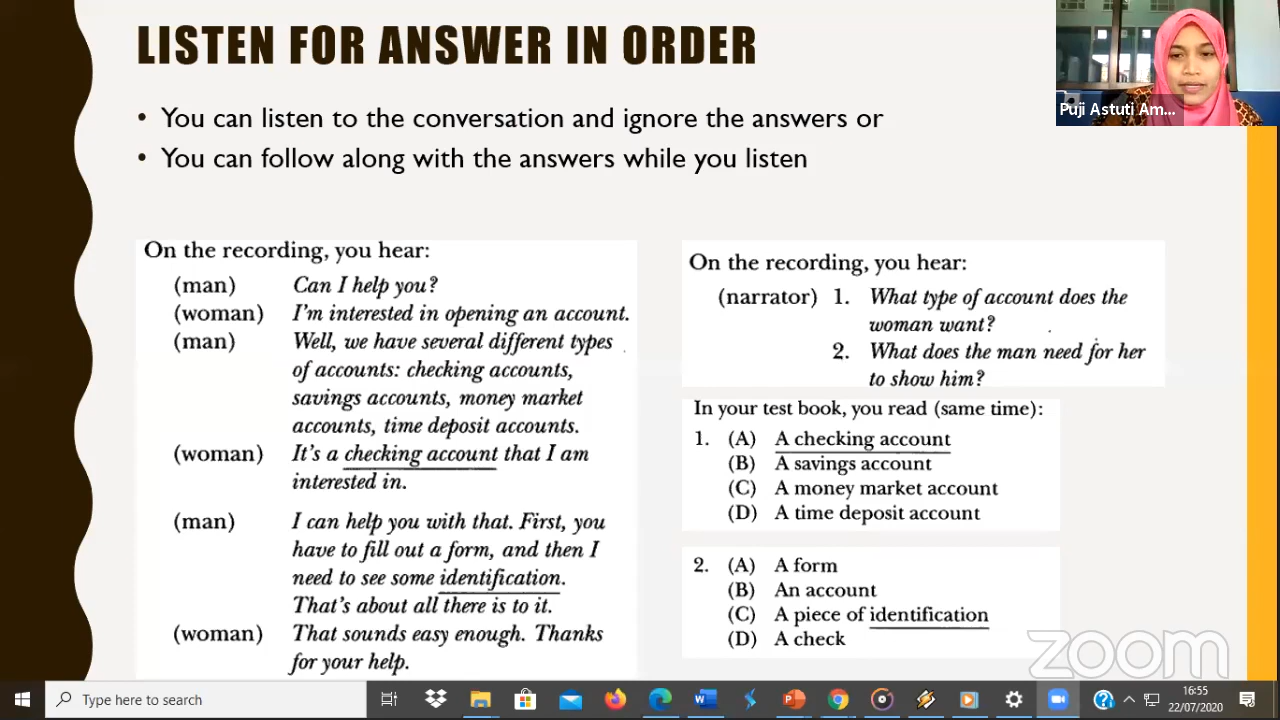 LISTEN FOR ANSWER IN ORDER
• You can listen to the conversation and ignore the answers or
• You can follow along with the answers while you listen
Puji Astuti Am...
On the recording, you hear:
(man) Can I help you?
(woman) I'm interested in opening an account.
(man) Well, we have several different types
of accounts: checking accounts,
savings accounts, money market
accounts, time deposit accounts.
(woman) It's a checking account that I am
interested in.
(man) I can help you with that. First, you
have to fill out a form, and then I
need to see some identification.
That's about all there is to it.
(woman) That sounds easy enough. Thanks
for your help.
On the recording, you hear:
(narrator) 1. What type of account does the
woman want?
2. What does the man need for her
to show him?
In your test book, you read (same time):
1. (A) A checking account
(B) A savings account
(C) A money market account
(D) A time deposit account
2. (A) A form
(B) An account
(C) A piece of identification
(D) A check
zoom
Type here to search
16:55
22/07/2020